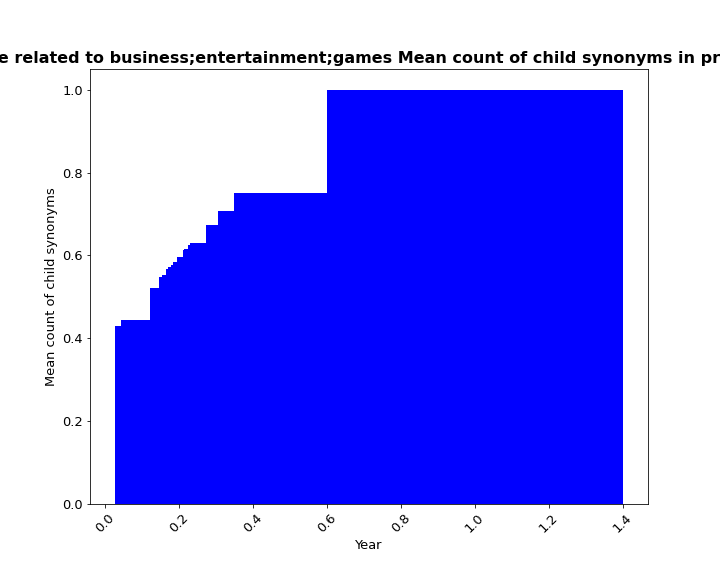 related to business;entertainment;games Mean count of child synonyms in
1.0
0.8
0.6
0.4
0.2
0.0
Mean count of child synonyms
0.0 0.2 0.4 0.6 0.8 1.0 1.2 1.4
Year